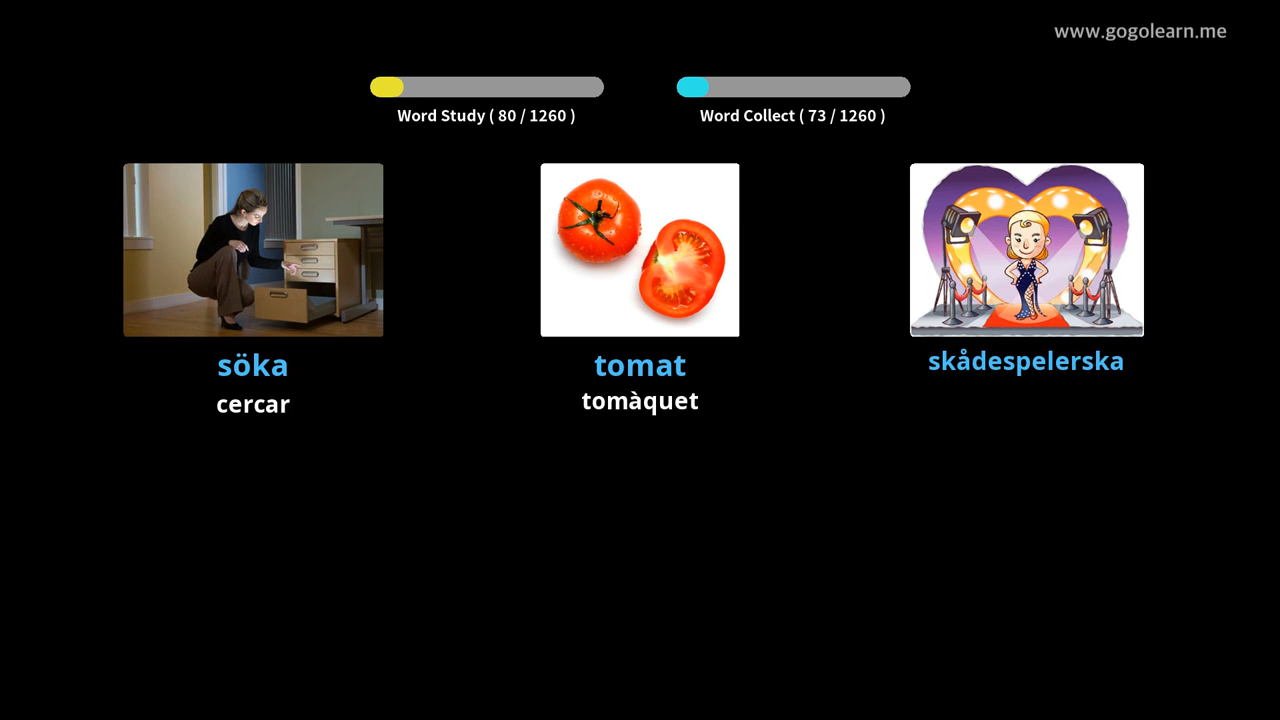 www.gogolearn.me
Word Study ( 80 / 1260 )
Word Collect ( 73 / 1260 )
söka
cercar
tomat
tomàquet
skådespelerska